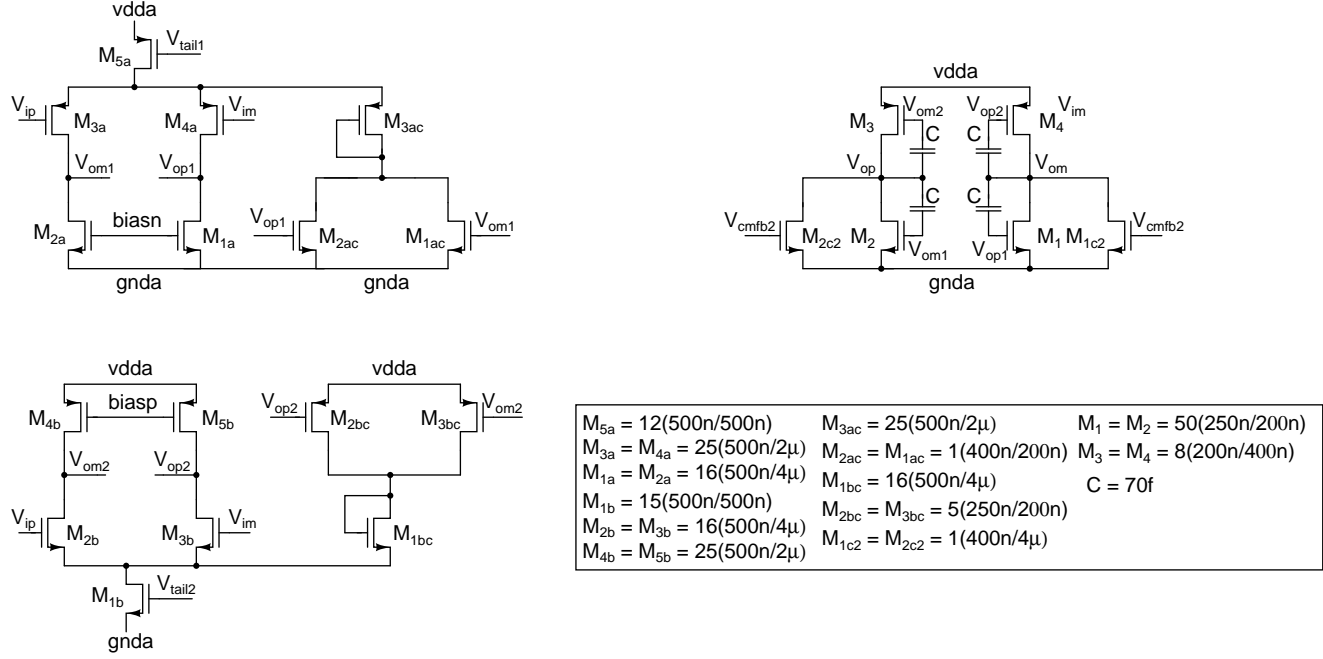 vdda
M5a Vtail1
Vip M3a M4a Vim M3ac
Vom1 Vop1
M2a biasn M1a Vop1 M2ac M1ac Vom1
gnda gnda
vdda
M3 Vom2 Vop2 M4 Vim
C C
Vop Vom
C C
Vcmfb2 M2c2 M2 Vom1 Vop1 M1 M1c2 Vcmfb2
gnda
vdda vdda
M4b biasp M5b Vop2 M2bc M3bc Vom2
Vom2 Vop2
Vip M2b M3b Vim M1bc
M1b Vtail2
gnda
M5a = 12(500n/500n)
M3a = M4a = 25(500n/2μ)
M1a = M2a = 16(500n/4μ)
M1b = 15(500n/500n)
M2b = M3b = 16(500n/4μ)
M4b = M5b = 25(500n/2μ)
M3ac = 25(500n/2μ)
M2ac = M1ac = 1(400n/200n)
M1bc = 16(500n/4μ)
M2bc = M3bc = 5(250n/200n)
M1c2 = M2c2 = 1(400n/4μ)
M1 = M2 = 50(250n/200n)
M3 = M4 = 8(200n/400n)
C = 70f